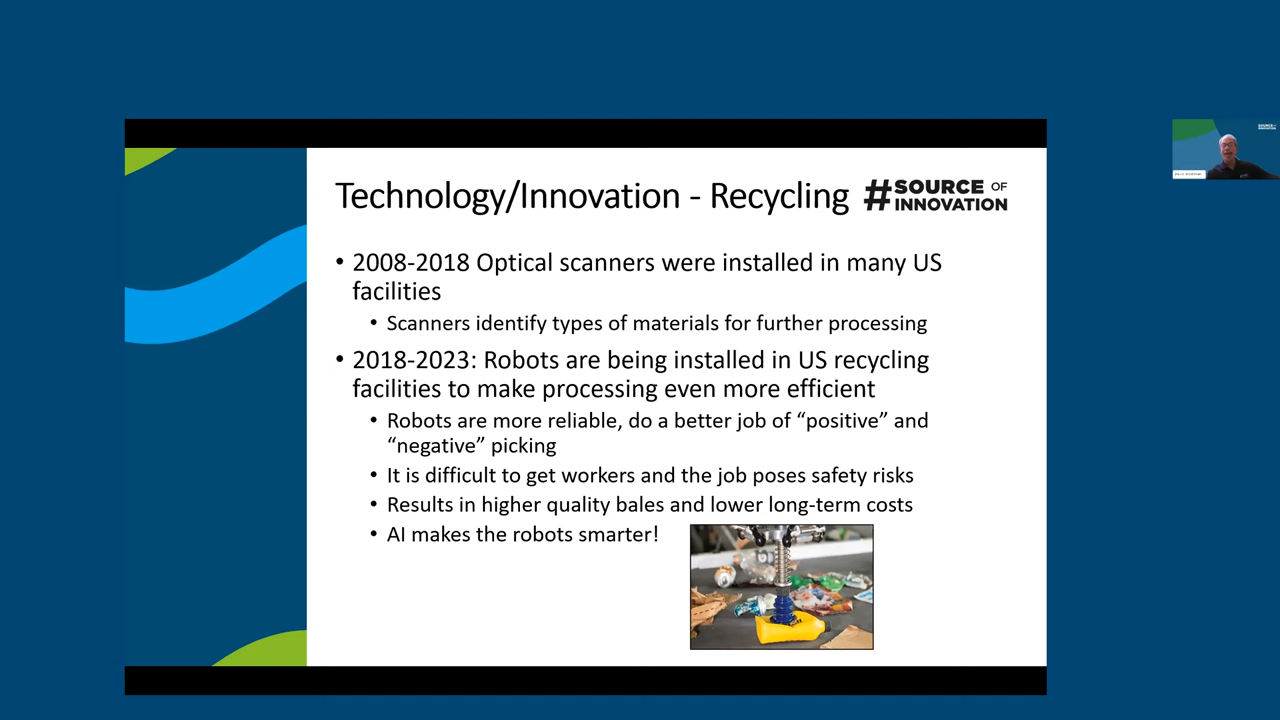 Technology/Innovation - Recycling
#SOURCE OF
INNOVATION
• 2008-2018 Optical scanners were installed in many US
facilities
• Scanners identify types of materials for further processing
• 2018-2023: Robots are being installed in US recycling
facilities to make processing even more efficient
• Robots are more reliable, do a better job of “positive” and
“negative” picking
• It is difficult to get workers and the job poses safety risks
• Results in higher quality bales and lower long-term costs
• AI makes the robots smarter!